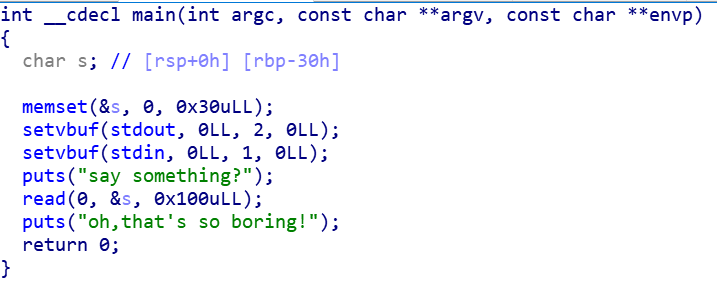 int __cdecl main(int argc, const char **argv, const char **envp)
{
char s; // [rsp+0h] [rbp-30h]
memset(&s, 0, 0x30uLL);
setvbuf(stdout, 0LL, 2, 0LL);
setvbuf(stdin, 0LL, 1, 0LL);
puts("say something?");
read(0, &s, 0x100uLL);
puts("oh,that's so boring!");
return 0;
}